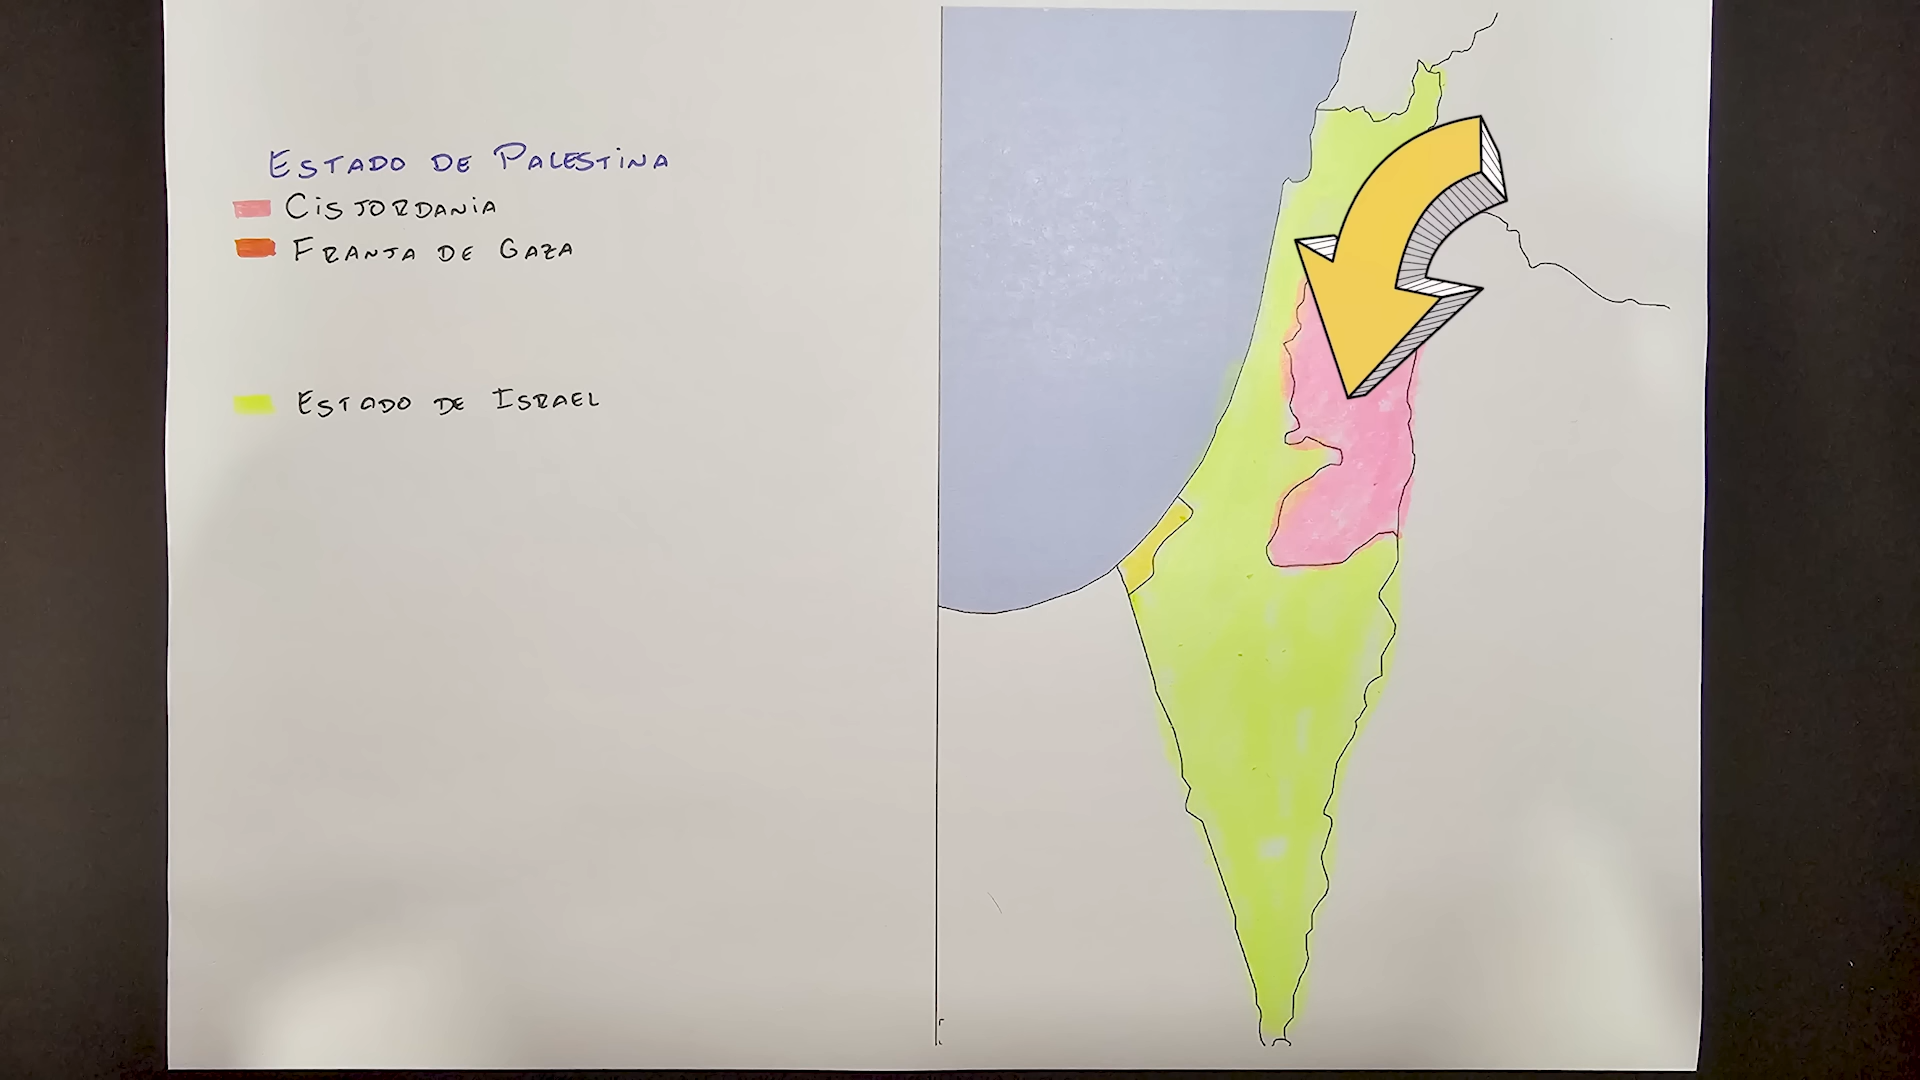 ESTADO DE PALESTINA
CISJORDANIA
FRANJA DE GAZA
ESTADO DE ISRAEL